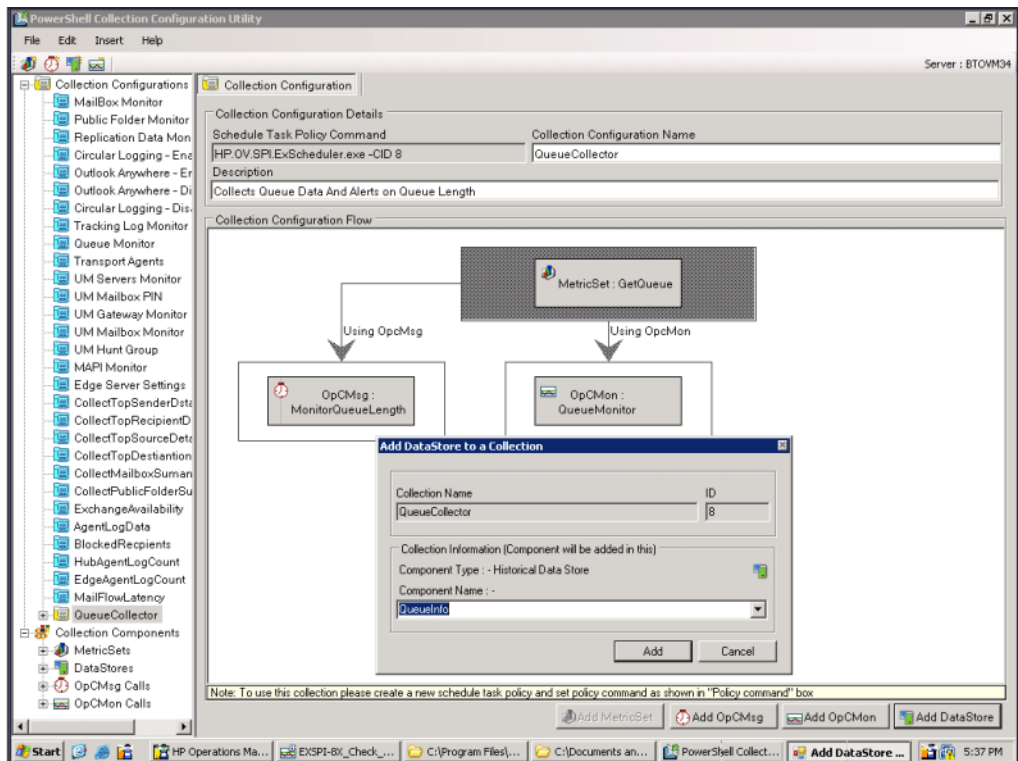 PowerShell Collection Configuration Utility
File Edit Insert Help
Server : BTOVM34
Collection Configurations
MailBox Monitor
Public Folder Monitor
Replication Data Mon
Circular Logging - Ena
Outlook Anywhere - Er
Outlook Anywhere - Di
Circular Logging - Dis
Tracking Log Monitor
Queue Monitor
Transport Agents
UM Servers Monitor
UM Mailbox PIN
UM Gateway Monitor
UM Mailbox Monitor
UM Hunt Group
MAPI Monitor
Edge Server Settings
CollectTopSenderDsta
CollectTopRecipientD
CollectTopSourceDeta
CollectTopDestiantion
CollectMailboxSuman
CollectPublicFolderSu
ExchangeAvailability
AgentLogData
BlockedRecpients
HubAgentLogCount
EdgeAgentLogCount
MailFlowLatency
QueueCollector
Collection Components
MetricSets
DataStores
OpCMsg Calls
OpCMon Calls
Collection Configuration
Collection Configuration Details
Schedule Task Policy Command
Collection Configuration Name
HP.OV.SPI.ExScheduler.exe -CID 8
QueueCollector
Description
Collects Queue Data And Alerts on Queue Length
Collection Configuration Flow
MetricSet : GetQueue
Using OpcMsg
Using OpcMon
OpCMsg :
MonitorQueueLength
OpCMon :
QueueMonitor
Add DataStore to a Collection
Collection Name
ID
QueueCollector
8
Collection Information (Component will be added in this)
Component Type : - Historical Data Store
Component Name : -
QueueInfo
Add
Cancel
Note: To use this collection please create a new schedule task policy and set policy command as shown in "Policy command" box
Add MetricSet
Add OpCMsg
Add OpCMon
Add DataStore
Start
HP Operations Ma...
EXSPI-8X_Check_...
C:\Program Files\...
C:\Documents an...
PowerShell Collect...
Add DataStore ...
5:37 PM